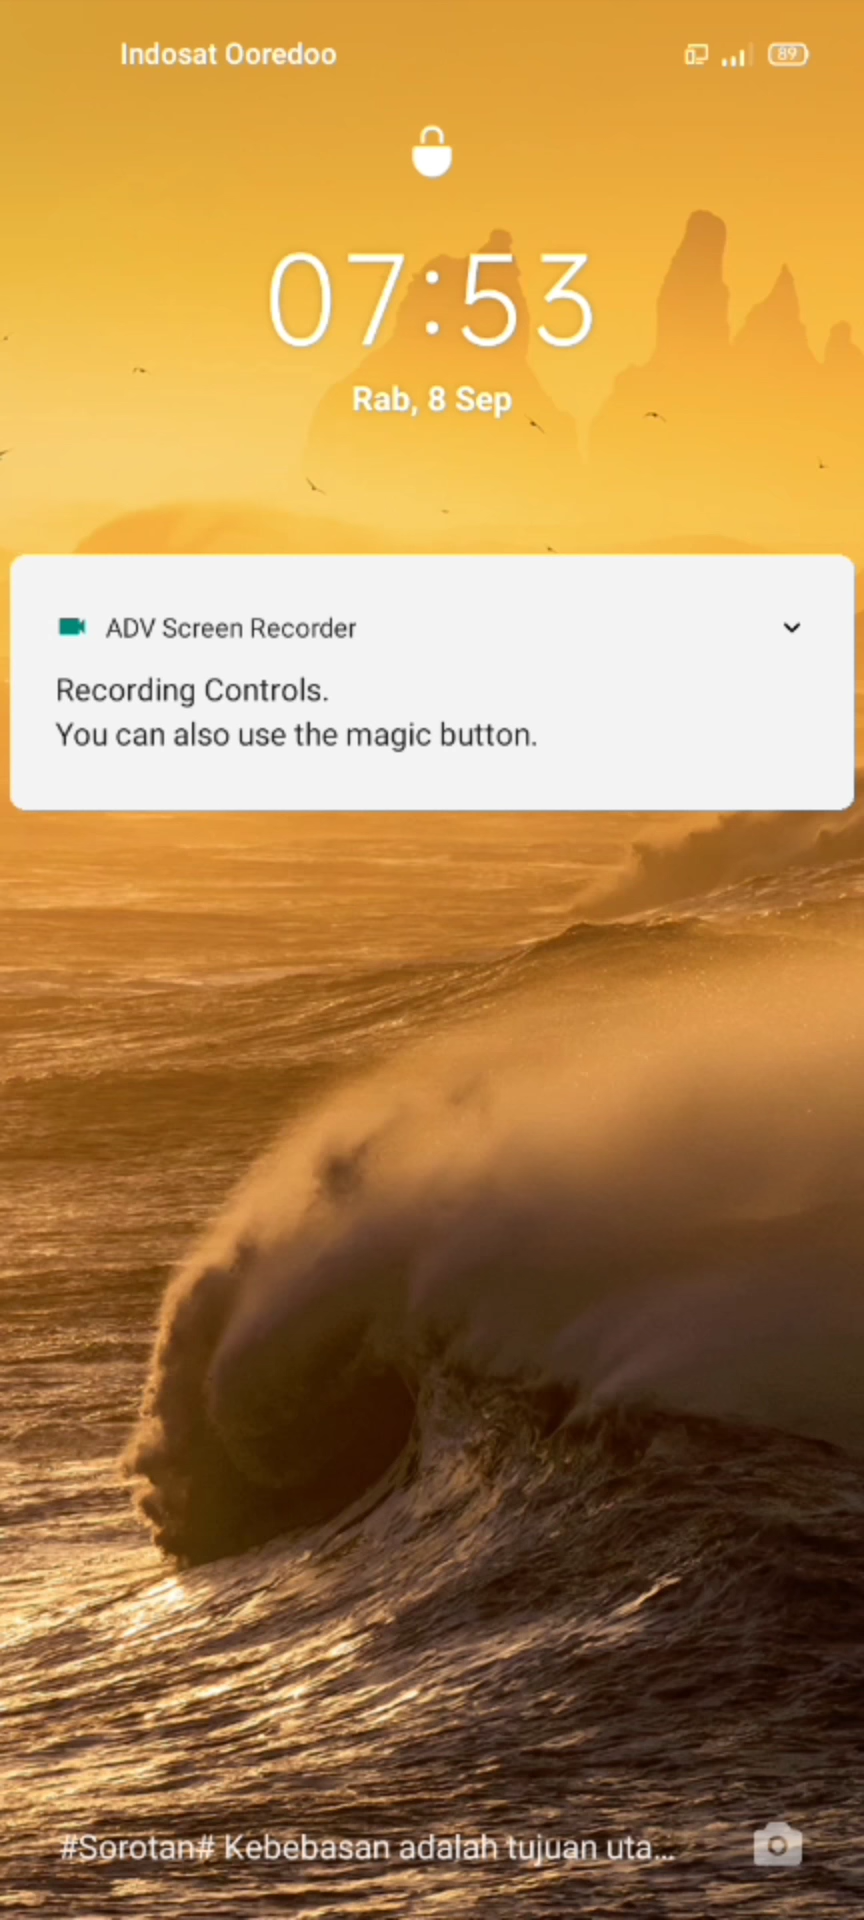 Indosat Ooredoo
89
07:53
Rab, 8 Sep
ADV Screen Recorder
Recording Controls.
You can also use the magic button.
#Sorotan# Kebebasan adalah tujuan uta...